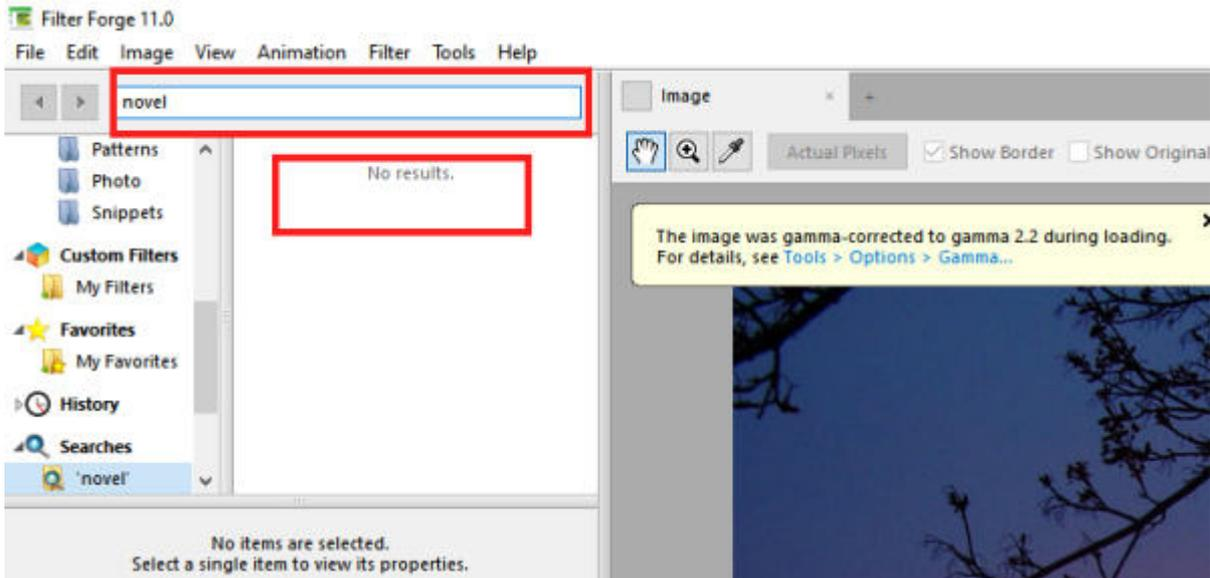 Filter Forge 11.0
File Edit Image View Animation Filter Tools Help
novel
Patterns
Photo
Snippets
Custom Filters
My Filters
Favorites
My Favorites
History
Searches
'novel'
No results.
No items are selected.
Select a single item to view its properties.
Image
Actual Pixels Show Border Show Original
The image was gamma-corrected to gamma 2.2 during loading.
For details, see Tools > Options > Gamma...